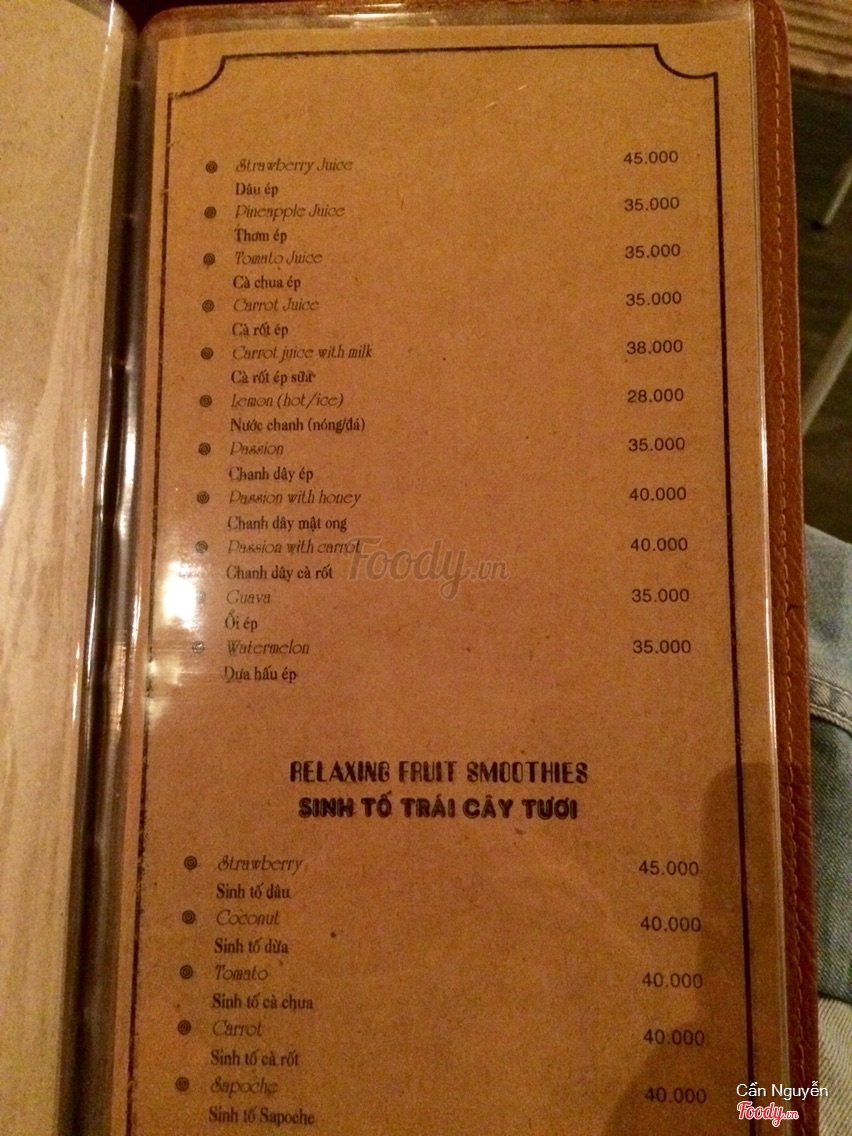 Strawberry Juice 45.000
Dâu ép
Pineapple Juice 35.000
Thơm ép
Tomato Juice 35.000
Cà chua ép
Carrot Juice 35.000
Cà rốt ép
Carrot juice with milk 38.000
Cà rốt ép sữa
Lemon (hot/ice) 28.000
Nước chanh (nóng/đá)
Passion 35.000
Chanh dây ép
Passion with honey 40.000
Chanh dây mật ong
Passion with carrot 40.000
Chanh dây cà rốt
Foody.vn
Guava 35.000
Ổi ép
Watermelon 35.000
Dưa hấu ép
RELAXING FRUIT SMOOTHIES
SINH TỐ TRÁI CÂY TƯƠI
Strawberry 45.000
Sinh tố dâu
Coconut 40.000
Sinh tố dừa
Tomato 40.000
Sinh tố cà chua
Carrot 40.000
Sinh tố cà rốt
Sapoche 40.000
Sinh tố Sapoche
Cẩn Nguyễn
Foody.vn